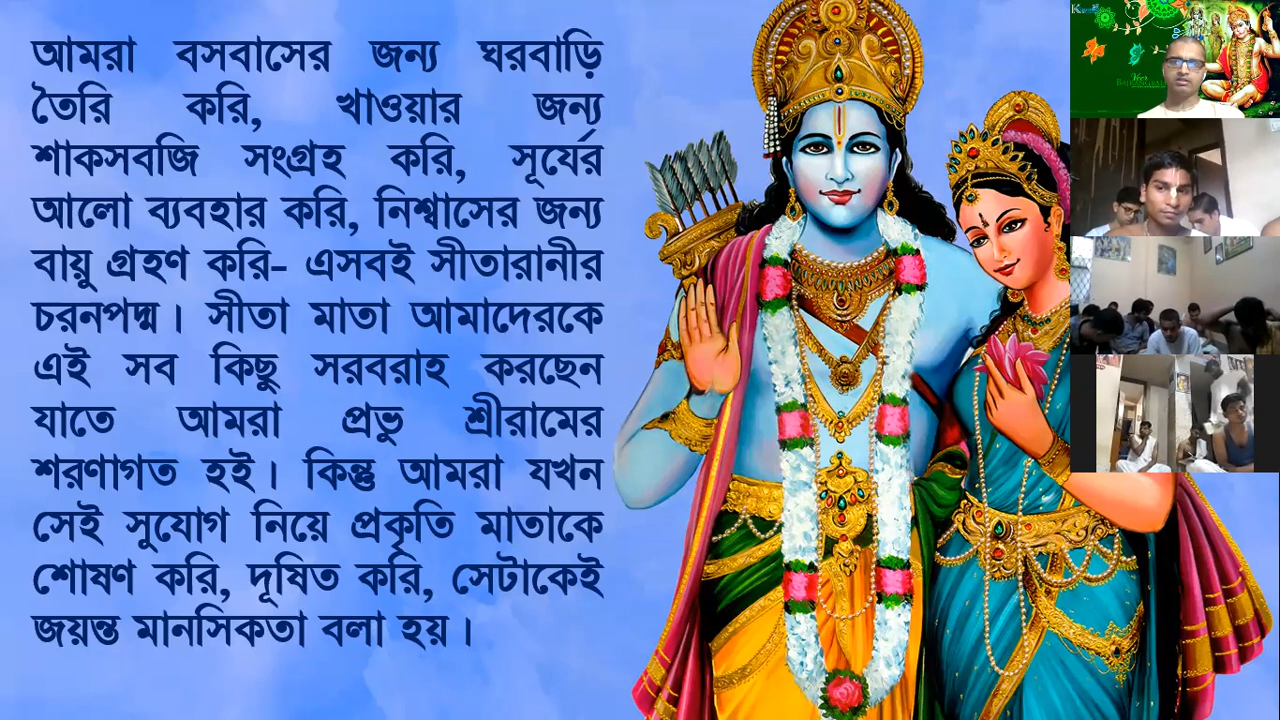 আমরা বসবাসের জন্য ঘরবাড়ি
তৈরি করি, খাওয়ার জন্য
শাকসবজি সংগ্রহ করি, সূর্যের
আলো ব্যবহার করি, নিশ্বাসের জন্য
বায়ু গ্রহণ করি- এসবই সীতারানীর
চরনপদ্ম। সীতা মাতা আমাদেরকে
এই সব কিছু সরবরাহ করছেন
যাতে আমরা প্রভু শ্রীরামের
শরণাগত হই। কিন্তু আমরা যখন
সেই সুযোগ নিয়ে প্রকৃতি মাতাকে
শোষণ করি, দূষিত করি, সেটাকেই
জয়ন্ত মানসিকতা বলা হয়।
Veer